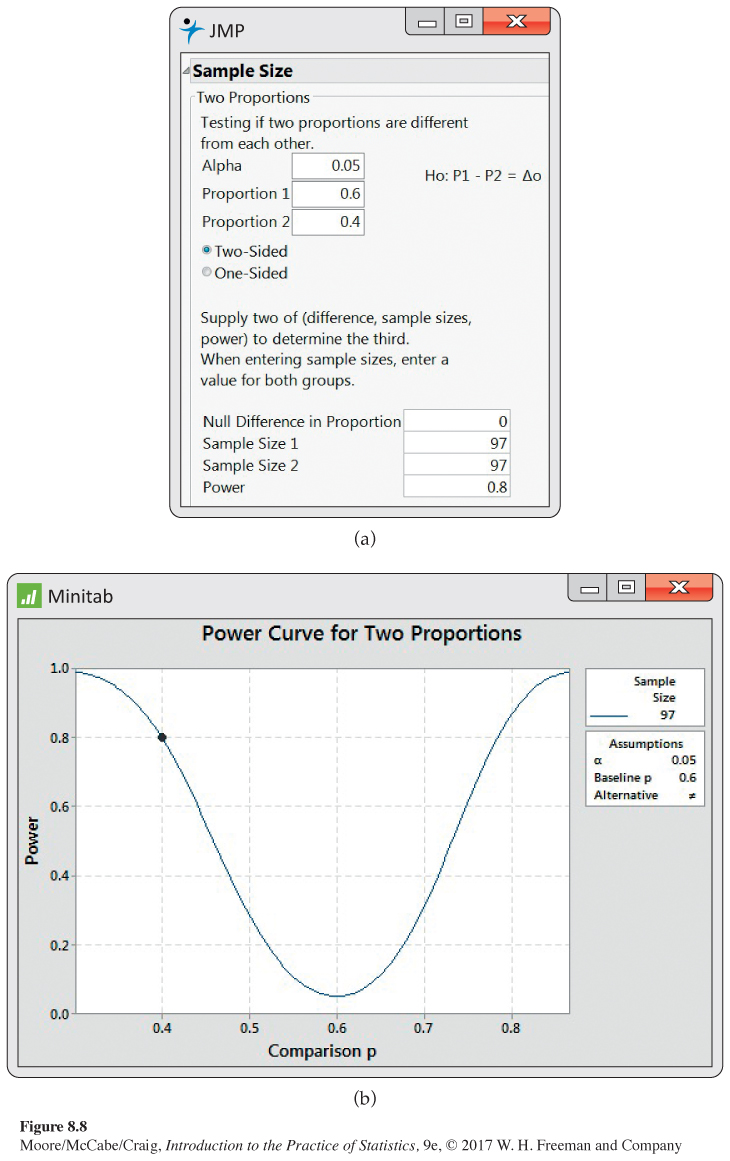 JMP
Sample Size
Two Proportions
Testing if two proportions are different
from each other.
Alpha 0.05
Ho: P1 - P2 = Δo
Proportion 1 0.6
Proportion 2 0.4
Two-Sided
One-Sided
Supply two of (difference, sample sizes,
power) to determine the third.
When entering sample sizes, enter a
value for both groups.
Null Difference in Proportion 0
Sample Size 1 97
Sample Size 2 97
Power 0.8
(a)
Minitab
Power Curve for Two Proportions
1.0
0.8
0.6
0.4
0.2
0.0
Power
0.4 0.5 0.6 0.7 0.8
Comparison p
Sample
Size
97
Assumptions
α 0.05
Baseline p 0.6
Alternative ≠
(b)
Figure 8.8
Moore/McCabe/Craig, Introduction to the Practice of Statistics, 9e, © 2017 W. H. Freeman and Company